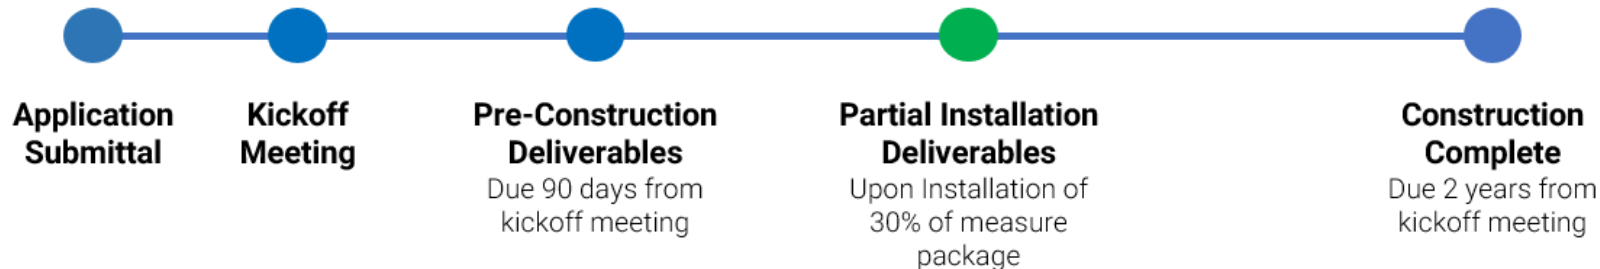 Application
Submittal
Kickoff
Meeting
Pre-Construction
Deliverables
Due 90 days from
kickoff meeting
Partial Installation
Deliverables
Upon Installation of
30% of measure
package
Construction
Complete
Due 2 years from
kickoff meeting